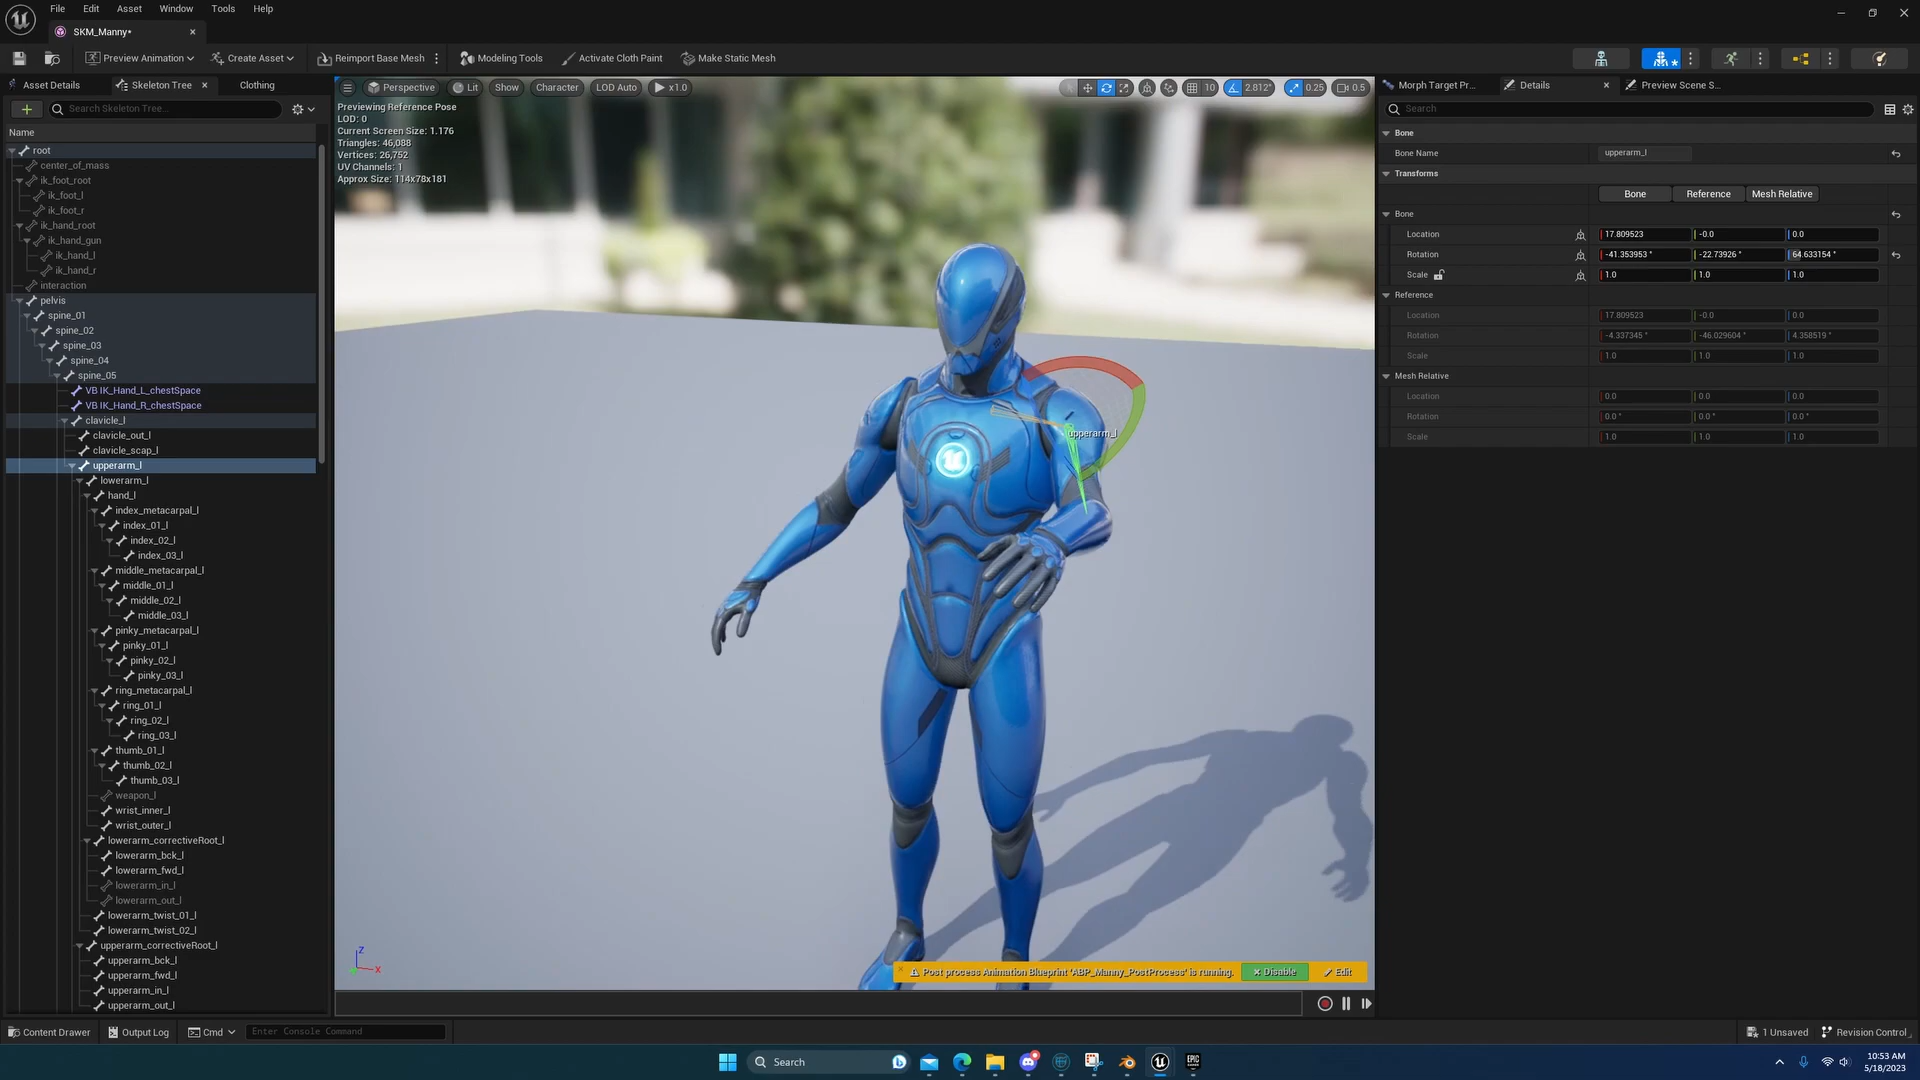 File Edit Asset Window Tools Help
SKM_Manny*
Preview Animation Create Asset Reimport Base Mesh Modeling Tools Activate Cloth Paint Make Static Mesh
Asset Details Skeleton Tree Clothing
Search Skeleton Tree...
Name
root
center_of_mass
ik_foot_root
ik_foot_l
ik_foot_r
ik_hand_root
ik_hand_gun
ik_hand_l
ik_hand_r
interaction
pelvis
spine_01
spine_02
spine_03
spine_04
spine_05
VB IK_Hand_L_chestSpace
VB IK_Hand_R_chestSpace
clavicle_l
clavicle_out_l
clavicle_scap_l
upperarm_l
lowerarm_l
hand_l
index_metacarpal_l
index_01_l
index_02_l
index_03_l
middle_metacarpal_l
middle_01_l
middle_02_l
middle_03_l
pinky_metacarpal_l
pinky_01_l
pinky_02_l
pinky_03_l
ring_metacarpal_l
ring_01_l
ring_02_l
ring_03_l
thumb_01_l
thumb_02_l
thumb_03_l
weapon_l
wrist_inner_l
wrist_outer_l
lowerarm_correctiveRoot_l
lowerarm_bck_l
lowerarm_fwd_l
lowerarm_in_l
lowerarm_out_l
lowerarm_twist_01_l
lowerarm_twist_02_l
upperarm_correctiveRoot_l
upperarm_bck_l
upperarm_fwd_l
upperarm_in_l
upperarm_out_l
Perspective Lit Show Character LOD Auto x1.0 10 2.812° 0.25 0.5
Previewing Reference Pose
LOD: 0
Current Screen Size: 1.176
Triangles: 46,088
Vertices: 26,752
UV Channels: 1
Approx Size: 114x78x181
upperarm_l
Z
X
Post process Animation Blueprint 'ABP_Manny_PostProcess' is running. Disable Edit
Morph Target Pr... Details Preview Scene S...
Search
Bone
Bone Name upperarm_l
Transforms
Bone Reference Mesh Relative
Bone
Location 17.809523 -0.0 0.0
Rotation -41.353953 ° -22.73926 ° 64.633154 °
Scale 1.0 1.0 1.0
Reference
Location 17.809523 -0.0 0.0
Rotation -4.337345 ° -46.029604 ° 4.358519 °
Scale 1.0 1.0 1.0
Mesh Relative
Location 0.0 0.0 0.0
Rotation 0.0 ° 0.0 ° 0.0 °
Scale 1.0 1.0 1.0
Content Drawer Output Log Cmd Enter Console Command 1 Unsaved Revision Control
Search
EPIC
10:53 AM
5/18/2023